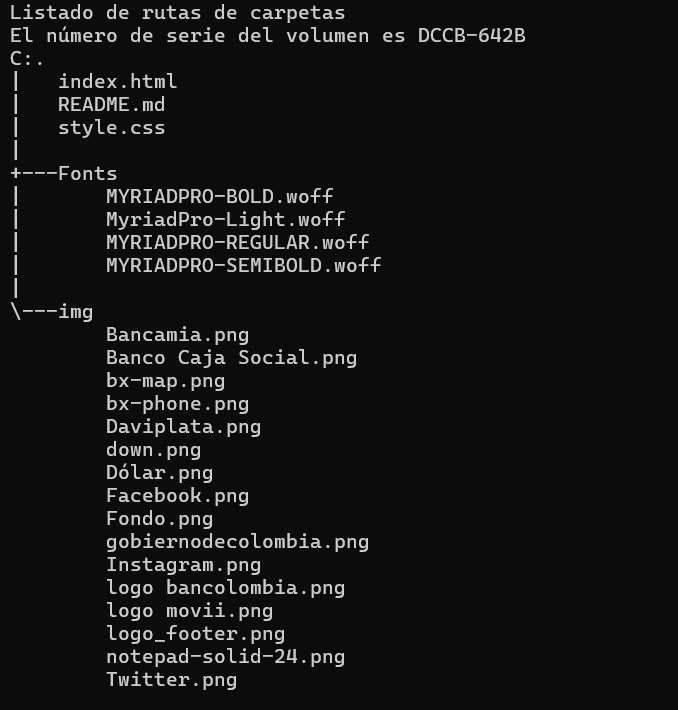 Listado de rutas de carpetas
El número de serie del volumen es DCCB-642B
C:.
|   index.html
|   README.md
|   style.css
|
+---Fonts
|       MYRIADPRO-BOLD.woff
|       MyriadPro-Light.woff
|       MYRIADPRO-REGULAR.woff
|       MYRIADPRO-SEMIBOLD.woff
|
\---img
        Bancamia.png
        Banco Caja Social.png
        bx-map.png
        bx-phone.png
        Daviplata.png
        down.png
        Dólar.png
        Facebook.png
        Fondo.png
        gobiernodecolombia.png
        Instagram.png
        logo bancolombia.png
        logo movii.png
        logo_footer.png
        notepad-solid-24.png
        Twitter.png